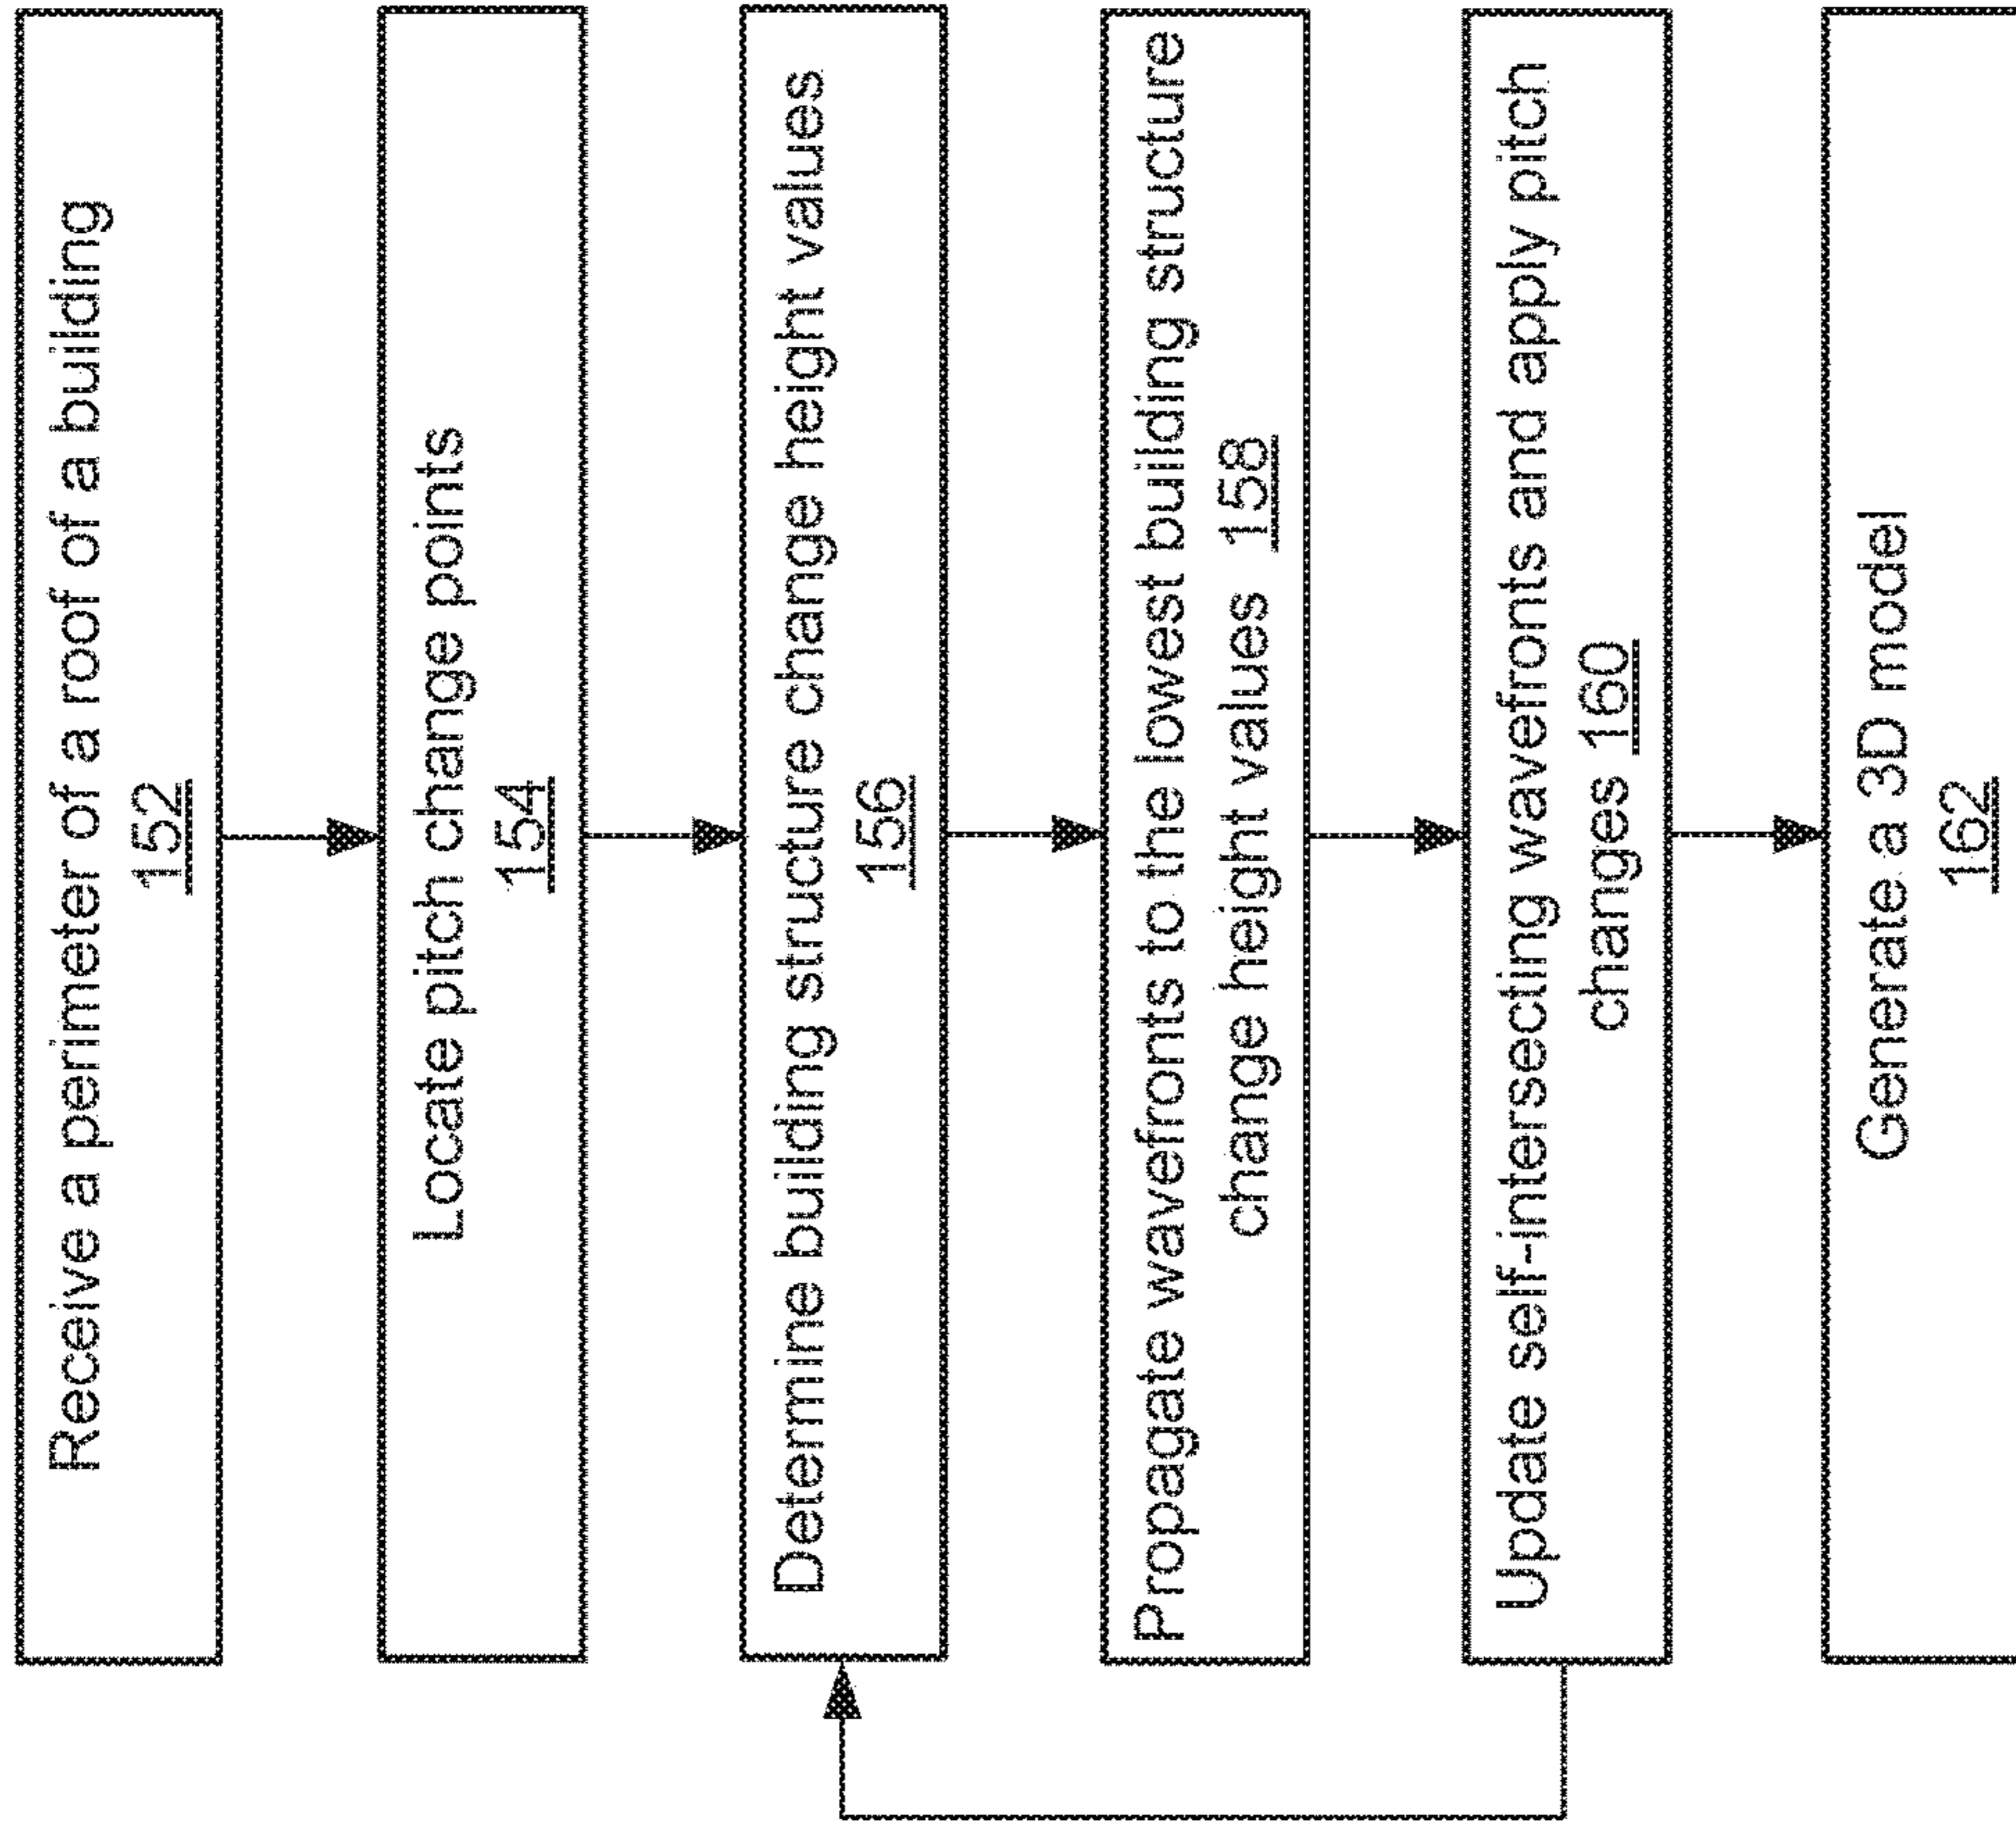 Receive a perimeter of a roof of a building
152
Locate pitch change points
154
Determine building structure change height values
156
Propagate wavefronts to the lowest building structure
change height values 158
Update self-intersecting wavefronts and apply pitch
changes 160
Generate a 3D model
162